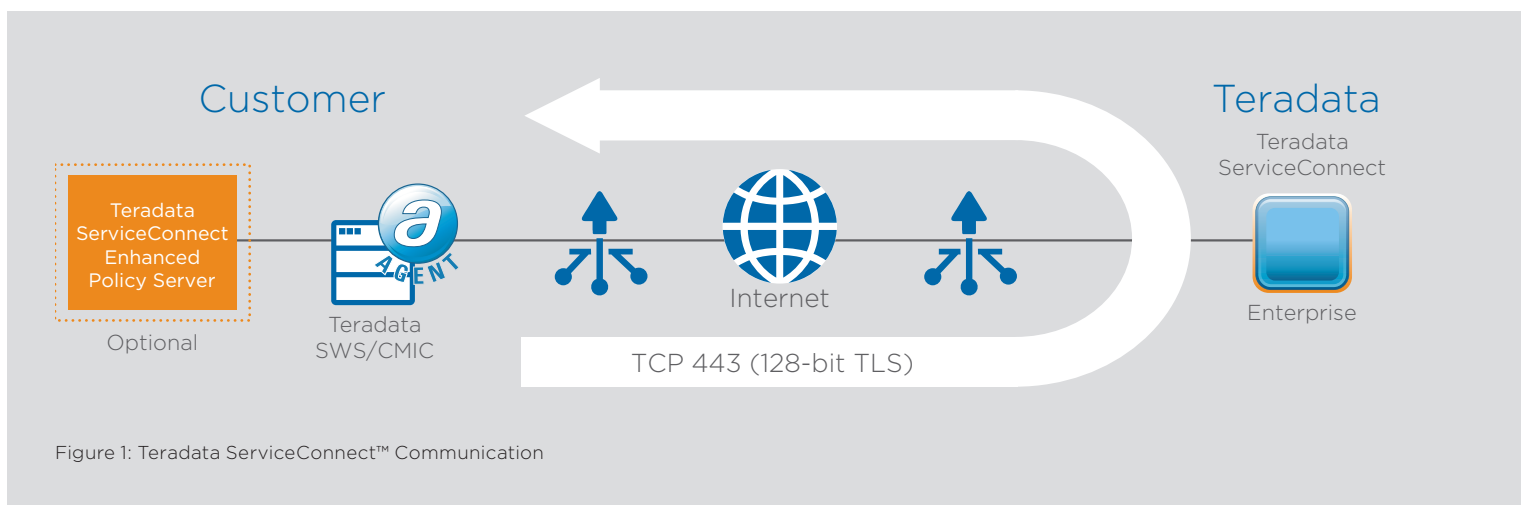 Customer
Teradata
Teradata
ServiceConnect
Teradata
ServiceConnect
Enhanced
Policy Server
Optional
a
AGENT
Teradata
SWS/CMIC
Internet
Enterprise
TCP 443 (128-bit TLS)
Figure 1: Teradata ServiceConnect™ Communication